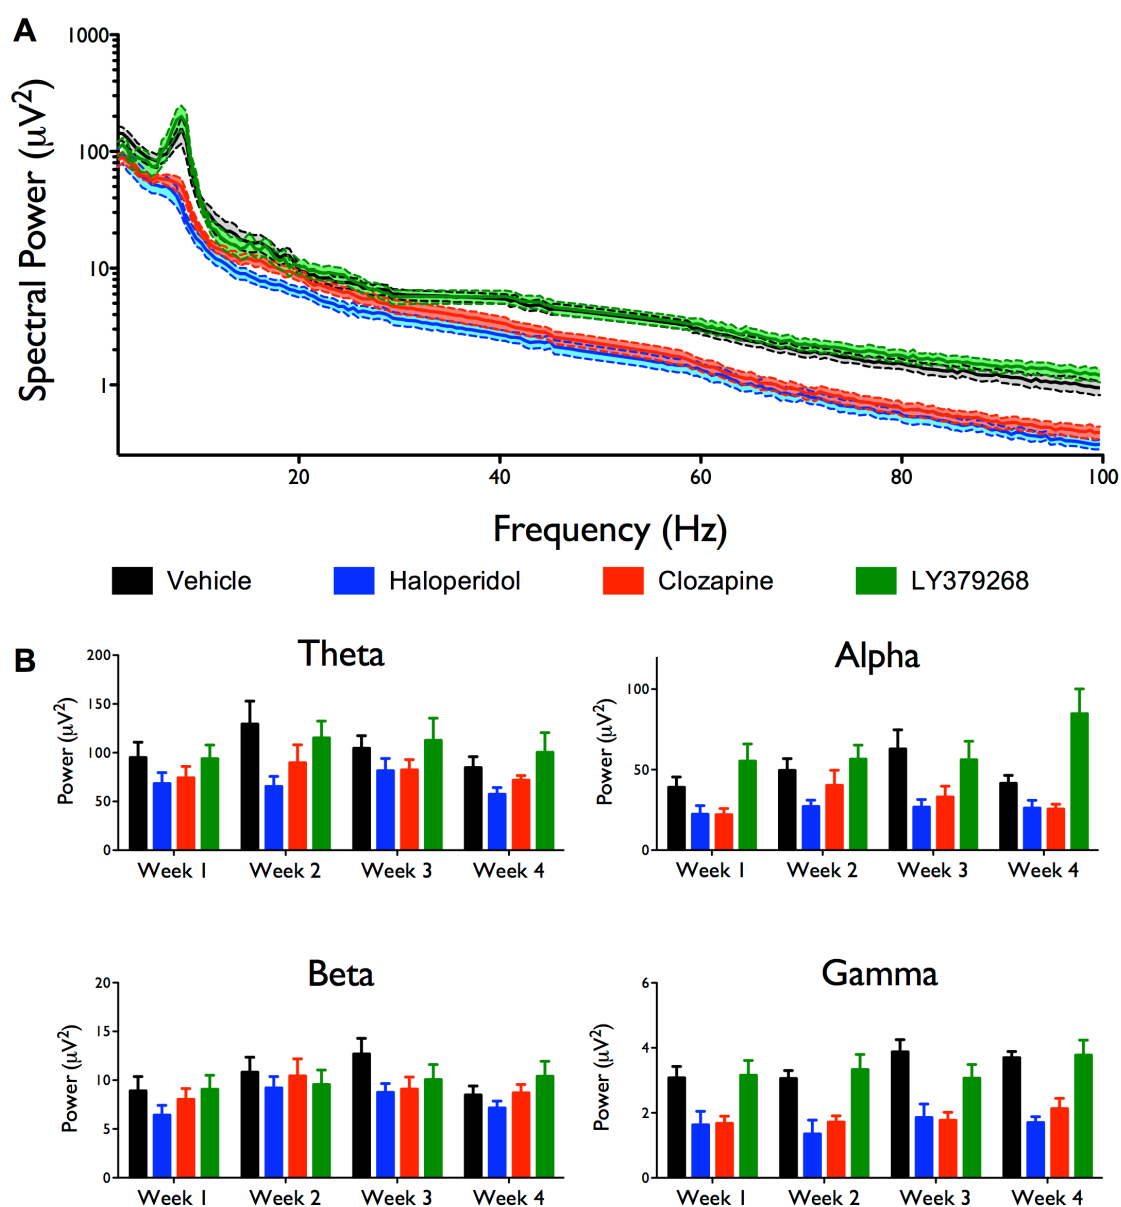 A
Spectral Power (μV²)
1000
100
10
1
20 40 60 80 100
Frequency (Hz)
Vehicle Haloperidol Clozapine LY379268
B
Theta
Power (μV²)
200
150
100
50
0
Week 1 Week 2 Week 3 Week 4
Alpha
Power (μV²)
100
50
0
Week 1 Week 2 Week 3 Week 4
Beta
Power (μV²)
20
15
10
5
0
Week 1 Week 2 Week 3 Week 4
Gamma
Power (μV²)
6
4
2
0
Week 1 Week 2 Week 3 Week 4